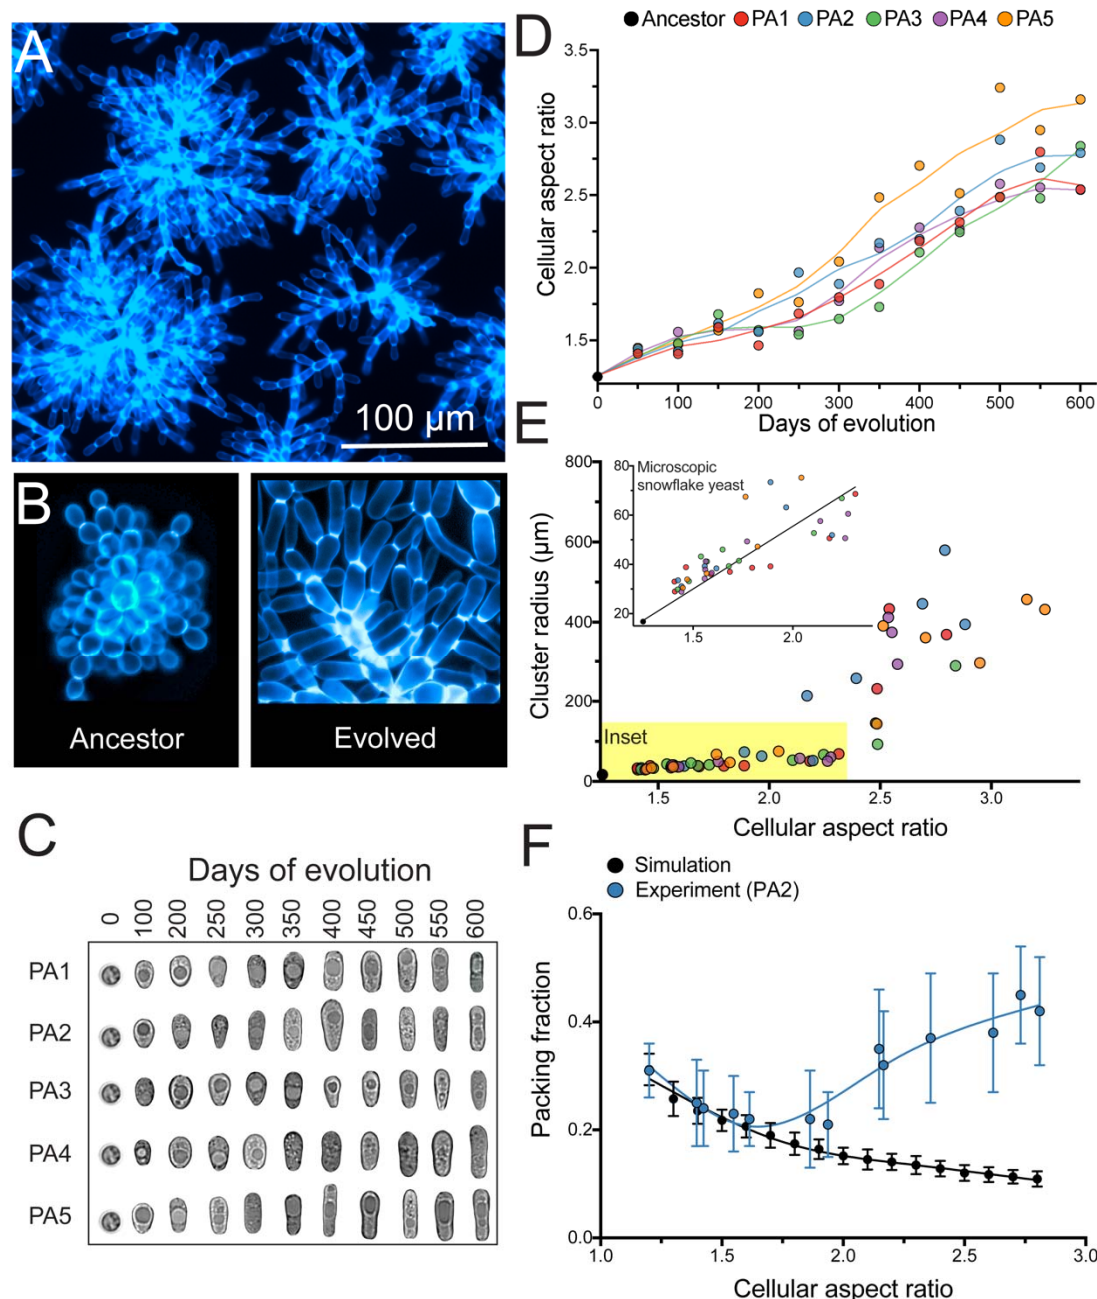 A
100 µm
B
Ancestor
Evolved
C
Days of evolution
0 100 200 250 300 350 400 450 500 550 600
PA1
PA2
PA3
PA4
PA5
D
Ancestor PA1 PA2 PA3 PA4 PA5
Cellular aspect ratio
3.5
3.0
2.5
2.0
1.5
0 100 200 300 400 500 600
Days of evolution
E
Cluster radius (µm)
800
600
400
200
0
Microscopic
snowflake yeast
80
60
40
20
1.5 2.0
Inset
1.5 2.0 2.5 3.0
Cellular aspect ratio
F
Simulation
Experiment (PA2)
Packing fraction
0.6
0.4
0.2
0.0
1.0 1.5 2.0 2.5 3.0
Cellular aspect ratio